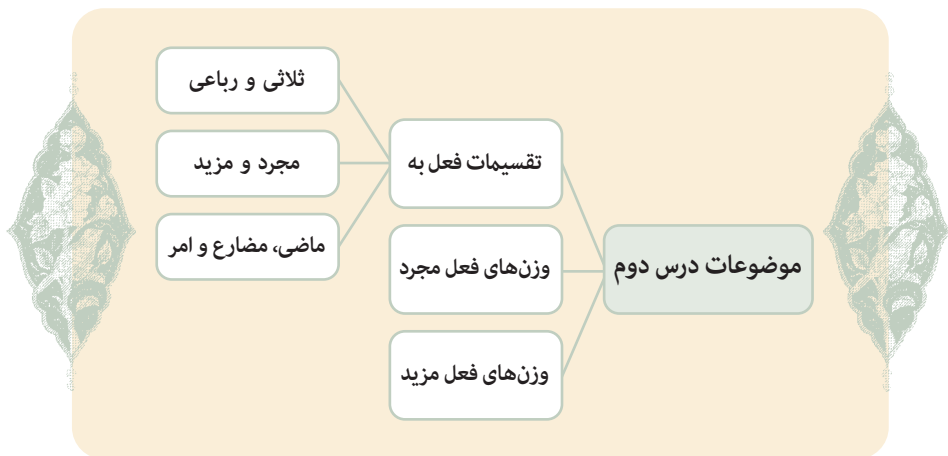 موضوعات درس دوم
تقسیمات فعل به
ثلاثی و رباعی
مجرد و مزید
ماضی، مضارع و امر
وزن‌های فعل مجرد
وزن‌های فعل مزید